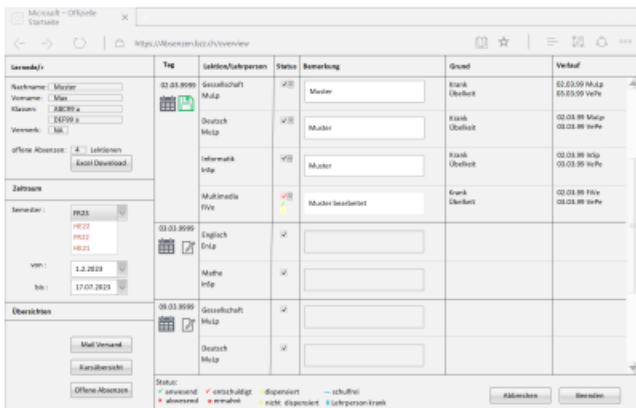 Microsoft – Offizielle
Startseite
https://Absenzen.bzz.ch/overview
Lernende/r
Tag
Lektion/Lehrperson
Status
Bemerkung
Grund
Verlauf
Nachname: Muster
Vorname: Max
Klassen: ABC99 a
DEF99 a
Vermerk: NA
offene Absenzen: 4 Lektionen
Excel Download
Zeitraum
Semester: FR23
HE22
FR22
HE21
von: 1.2.2023
bis: 17.07.2023
Übersichten
Mail Versand
Kursübersicht
Offene Absenzen
02.03.9999
Gesellschaft
MuLp
Muster
Krank
Übelkeit
02.03.99 MuLp
03.03.99 VePe
Deutsch
MuLp
Muster
Krank
Übelkeit
02.03.99 MuLp
03.03.99 VePe
Informatik
InSp
Muster
Krank
Übelkeit
02.03.99 InSp
03.03.99 VePe
Multimedia
FiVe
Muster bearbeitet
Krank
Übelkeit
02.03.99 FiVe
03.03.99 VePe
03.03.9999
Englisch
EnLp
Mathe
InSp
09.03.9999
Gesellschaft
MuLp
Deutsch
MuLp
Status:
anwesend entschuldigt dispensiert schulfrei
abwesend ermahnt nicht dispensiert Lehrperson krank
Abbrechen
Beenden